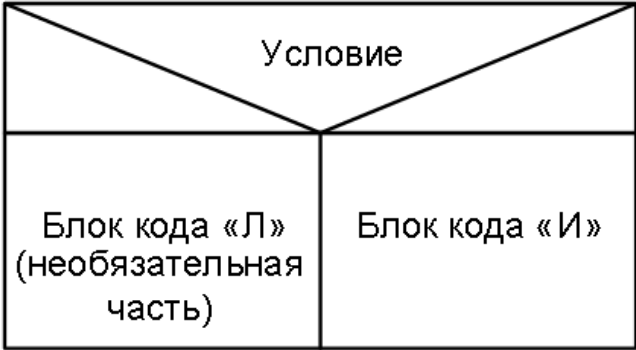 Условие
Блок кода «Л»
(необязательная
часть)
Блок кода «И»